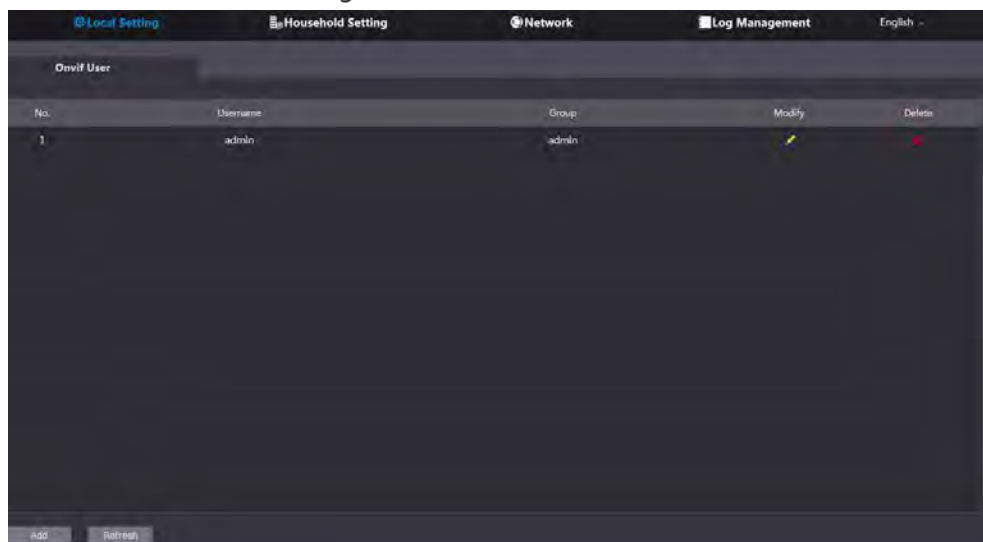 Local Setting Household Setting Network Log Management English
Onvif User
No. Username Group Modify Delete
1 admin admin
Add Refresh